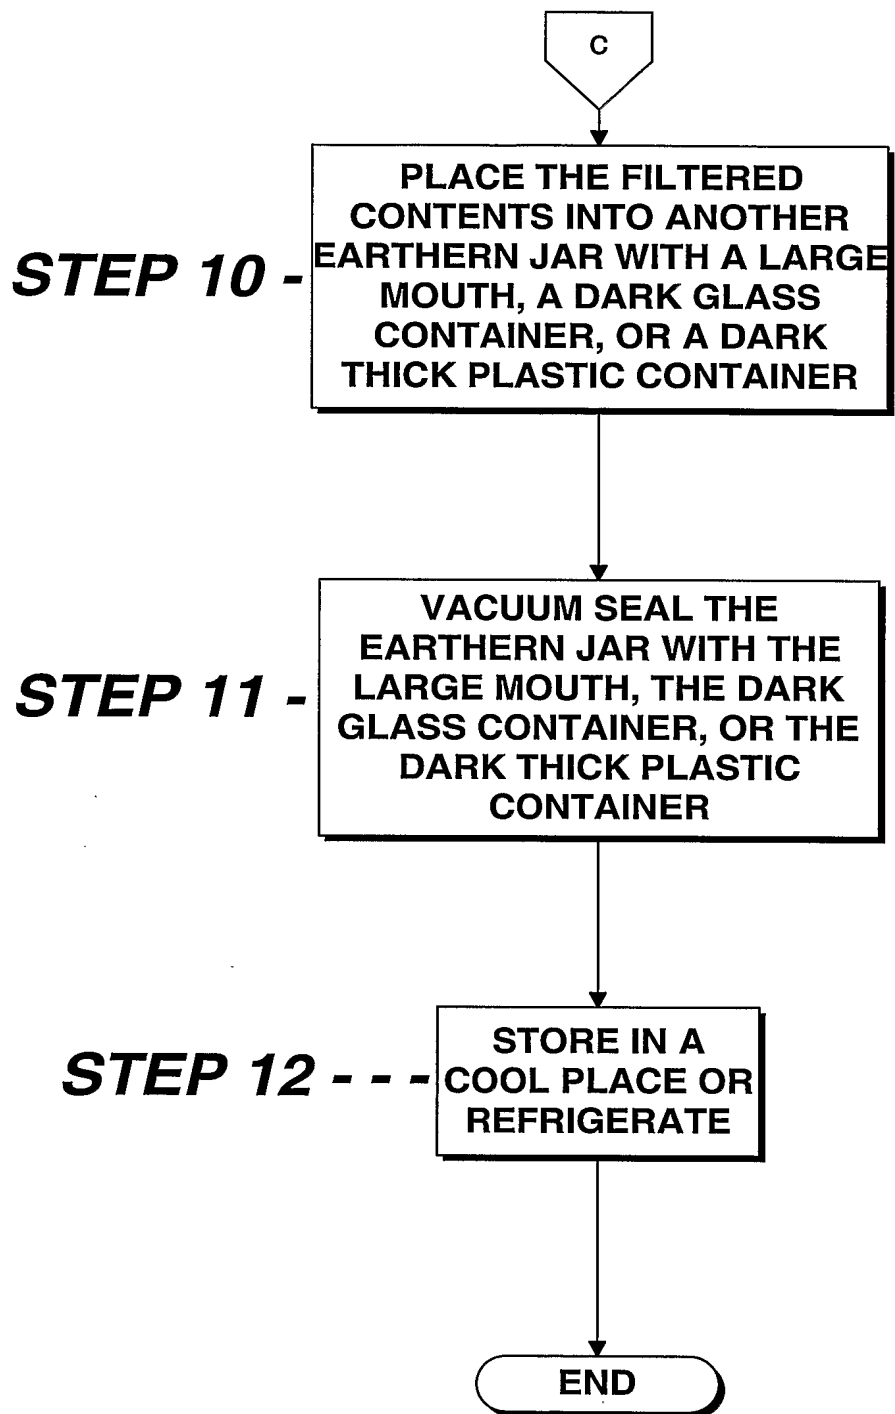 C
PLACE THE FILTERED
CONTENTS INTO ANOTHER
STEP 10 - EARTHERN JAR WITH A LARGE
MOUTH, A DARK GLASS
CONTAINER, OR A DARK
THICK PLASTIC CONTAINER
VACUUM SEAL THE
EARTHERN JAR WITH THE
STEP 11 - LARGE MOUTH, THE DARK
GLASS CONTAINER, OR THE
DARK THICK PLASTIC
CONTAINER
STORE IN A
STEP 12 - - - COOL PLACE OR
REFRIGERATE
END